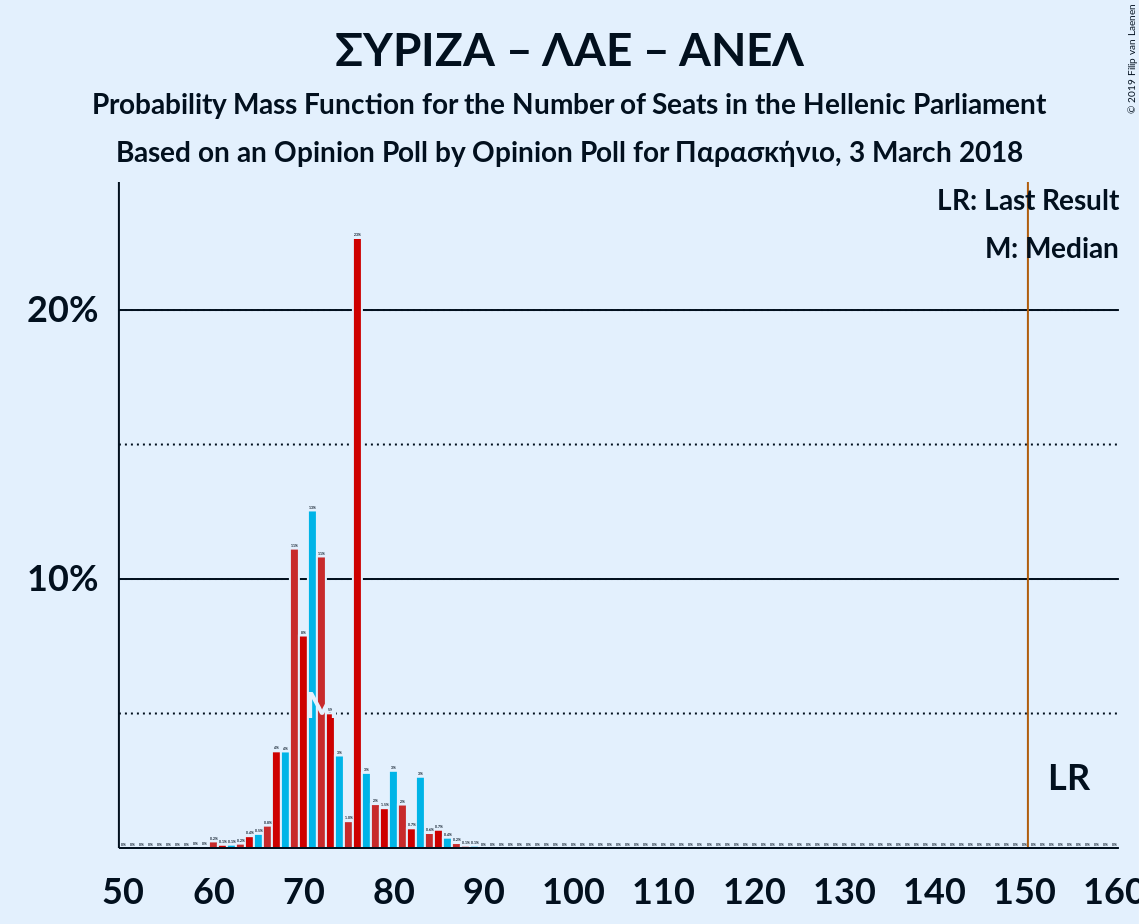 ΣΥΡΙΖΑ – ΛΑΕ – ΑΝΕΛ
Probability Mass Function for the Number of Seats in the Hellenic Parliament
Based on an Opinion Poll by Opinion Poll for Παρασκήνιο, 3 March 2018
© 2019 Filip van Laenen
LR: Last Result
M: Median
20%
10%
M
LR
50 60 70 80 90 100 110 120 130 140 150 160